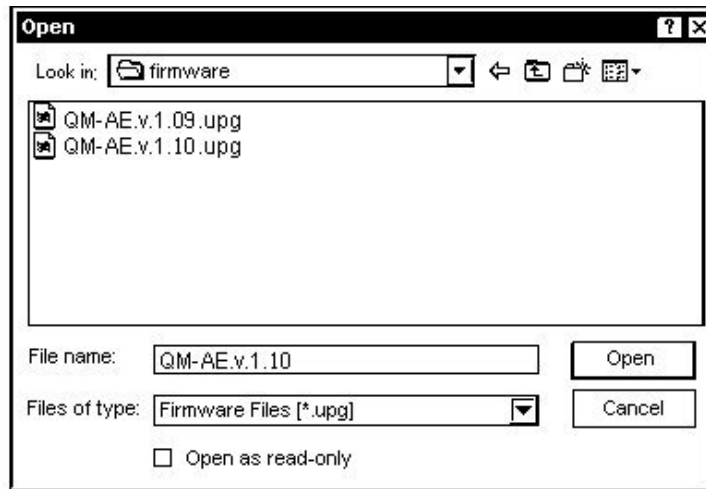 Open
Look in: firmware
QM-AE.v.1.09.upg
QM-AE.v.1.10.upg
File name: QM-AE.v.1.10 Open
Files of type: Firmware Files [*.upg] Cancel
Open as read-only